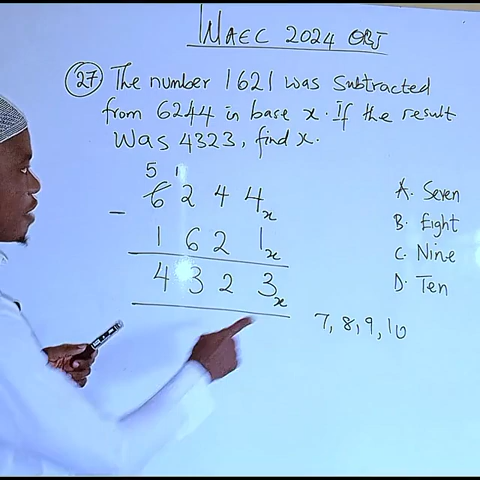 WAEC 2024 OBJ
27 The number 1621 was subtracted
from 6244 in base x. If the result
was 4323, find x.
5 1
6 2 4 4x
- 1 6 2 1x
4 3 2 3x
A. Seven
B. Eight
C. Nine
D. Ten
7, 8, 9, 10